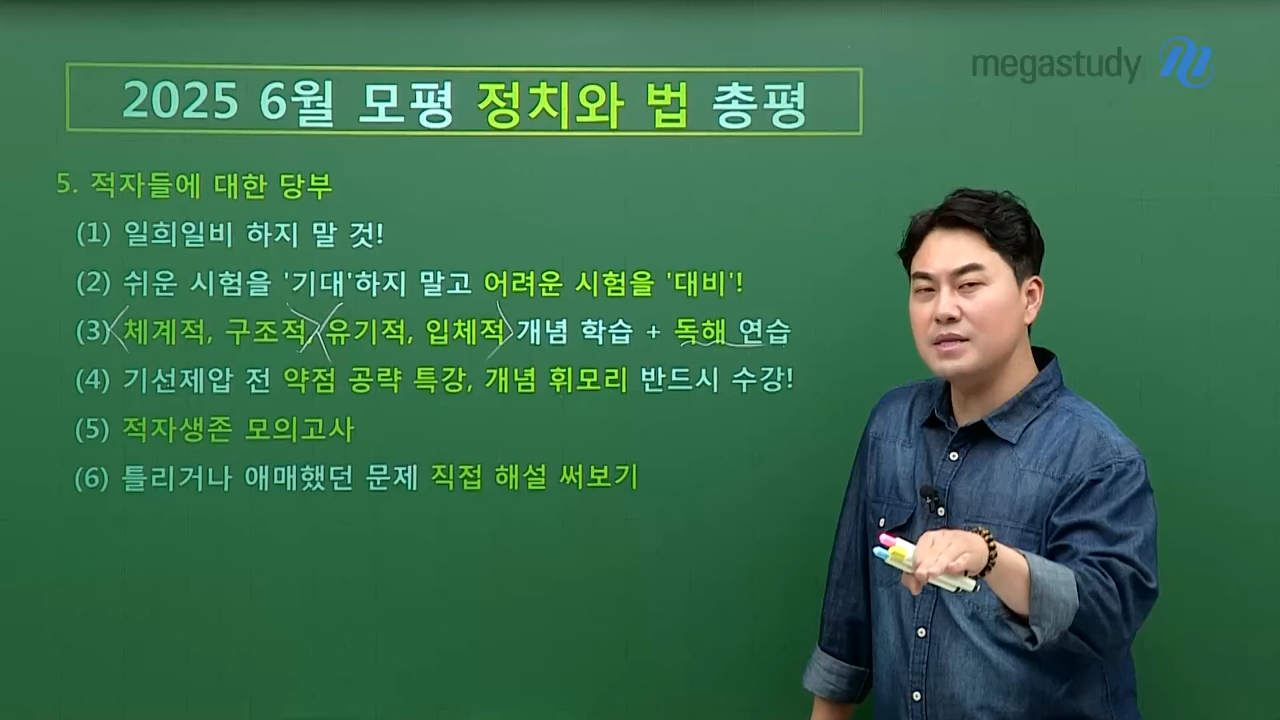 megastudy
2025 6월 모평 정치와 법 총평
5. 적자들에 대한 당부
(1) 일희일비 하지 말 것!
(2) 쉬운 시험을 '기대'하지 말고 어려운 시험을 '대비'!
(3) 체계적, 구조적, 유기적, 입체적 개념 학습 + 독해 연습
(4) 기선제압 전 약점 공략 특강, 개념 휘모리 반드시 수강!
(5) 적자생존 모의고사
(6) 틀리거나 애매했던 문제 직접 해설 써보기